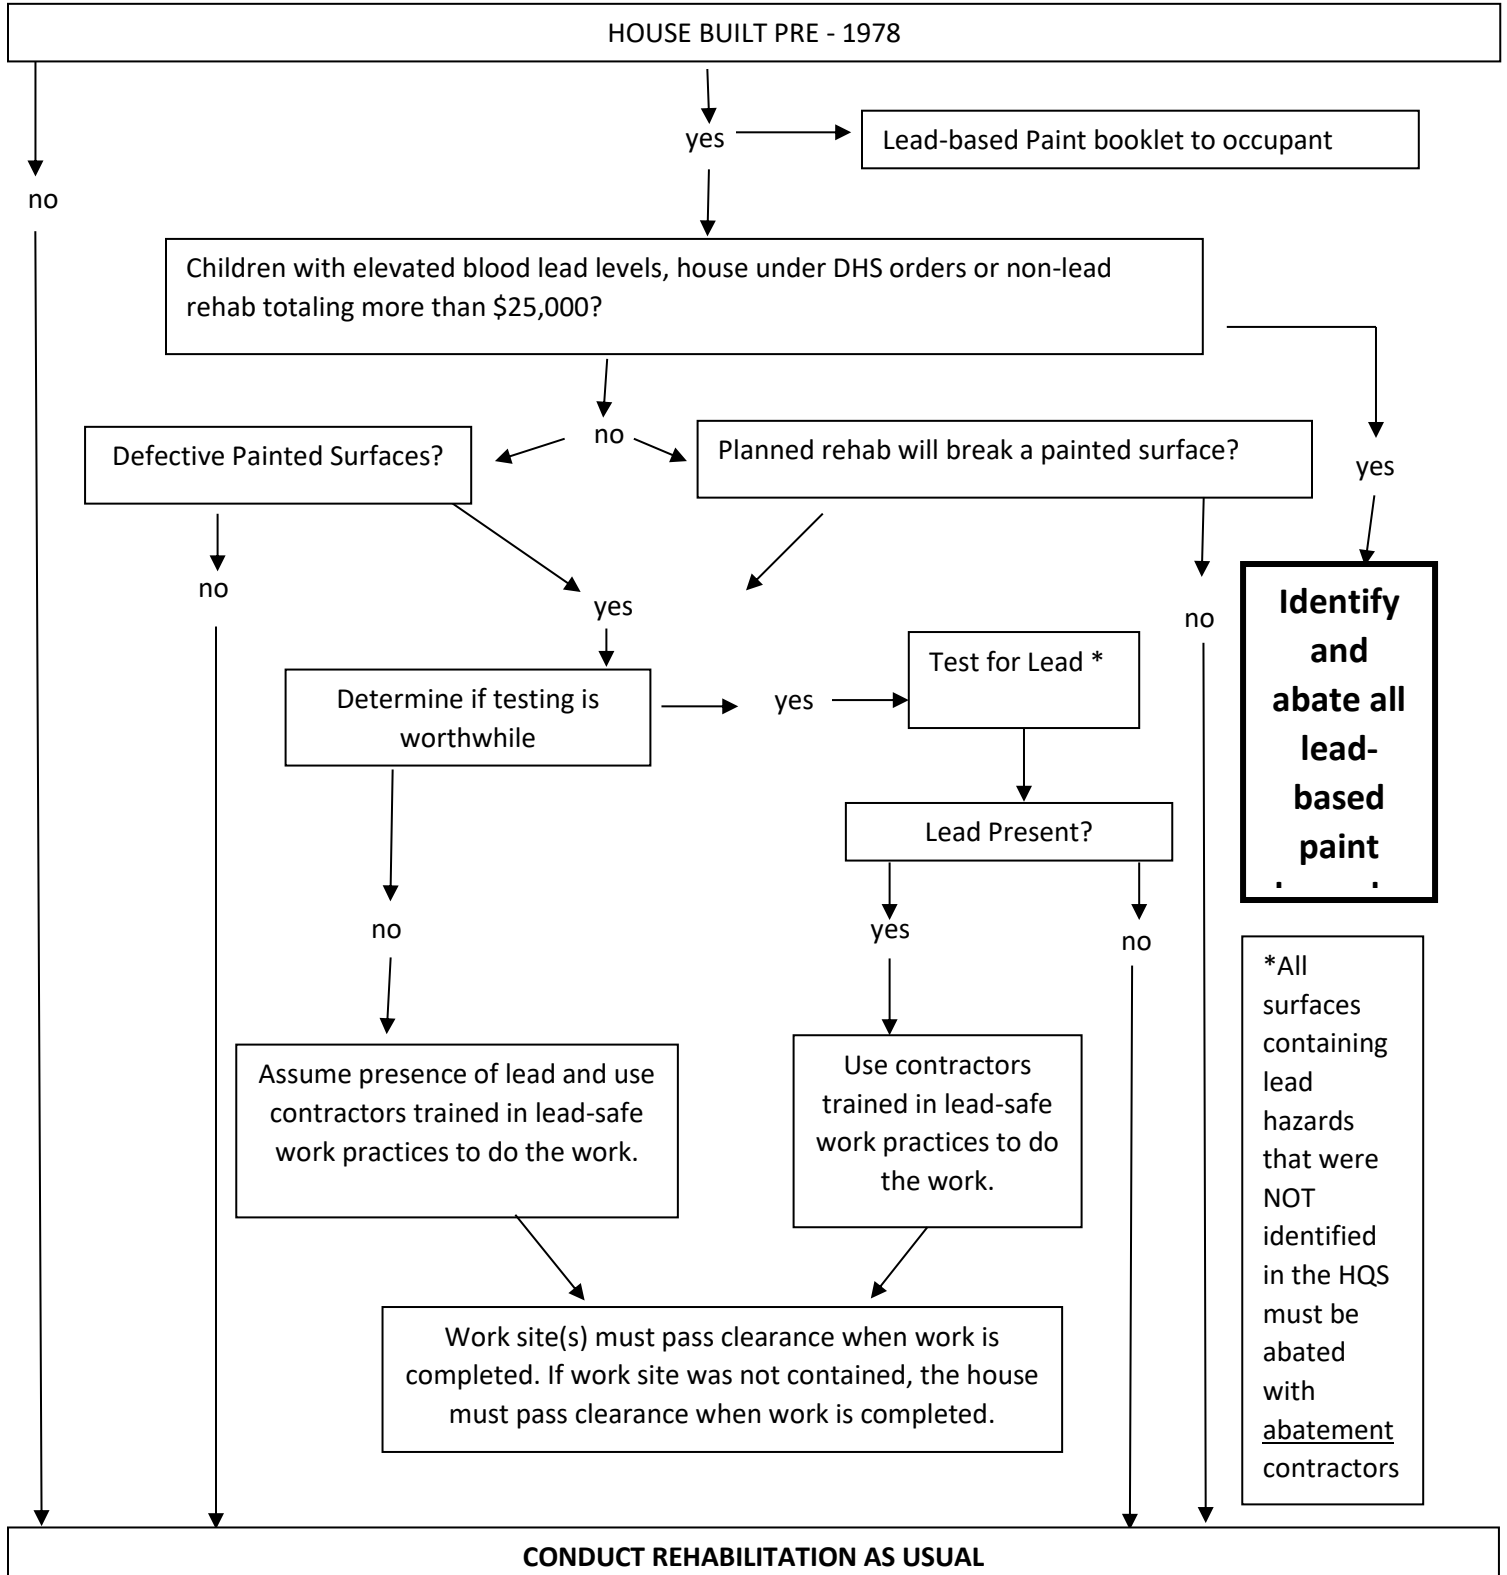 HOUSE BUILT PRE - 1978
yes
Lead-based Paint booklet to occupant
no
Children with elevated blood lead levels, house under DHS orders or non-lead
rehab totaling more than $25,000?
no
Defective Painted Surfaces?
Planned rehab will break a painted surface?
yes
no
yes
no
Identify
and
abate all
lead-
based
paint
Test for Lead *
Determine if testing is
worthwhile
yes
Lead Present?
no
yes
no
*All
surfaces
containing
lead
hazards
that were
NOT
identified
in the HQS
must be
abated
with
abatement
contractors
Assume presence of lead and use
contractors trained in lead-safe
work practices to do the work.
Use contractors
trained in lead-safe
work practices to do
the work.
Work site(s) must pass clearance when work is
completed. If work site was not contained, the house
must pass clearance when work is completed.
CONDUCT REHABILITATION AS USUAL